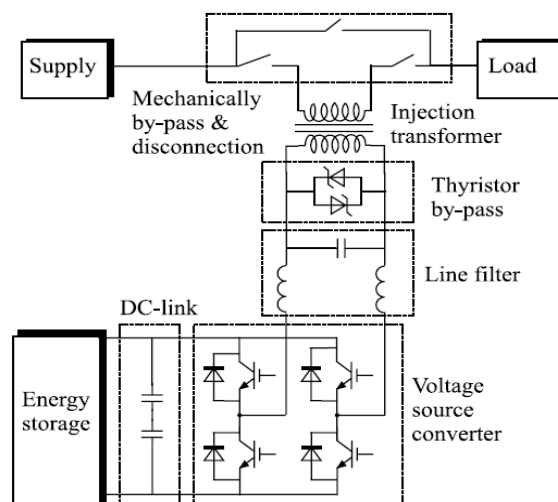 Supply
Load
Mechanically
by-pass &
disconnection
Injection
transformer
Thyristor
by-pass
Line filter
DC-link
Energy
storage
Voltage
source
converter